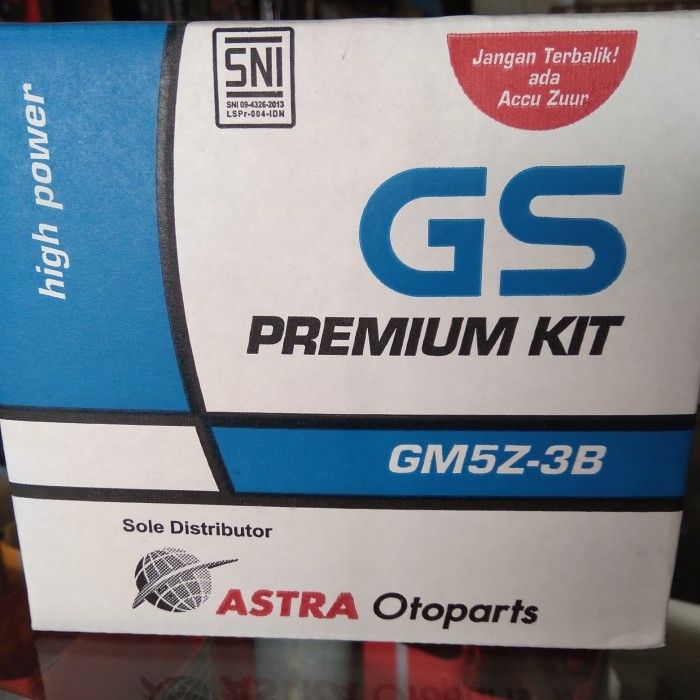 high power
SNI
SNI 09-4326-2013
LSPr-004-IDN
Jangan Terbalik!
ada
Accu Zuur
GS
PREMIUM KIT
GM5Z-3B
Sole Distributor
ASTRA Otoparts